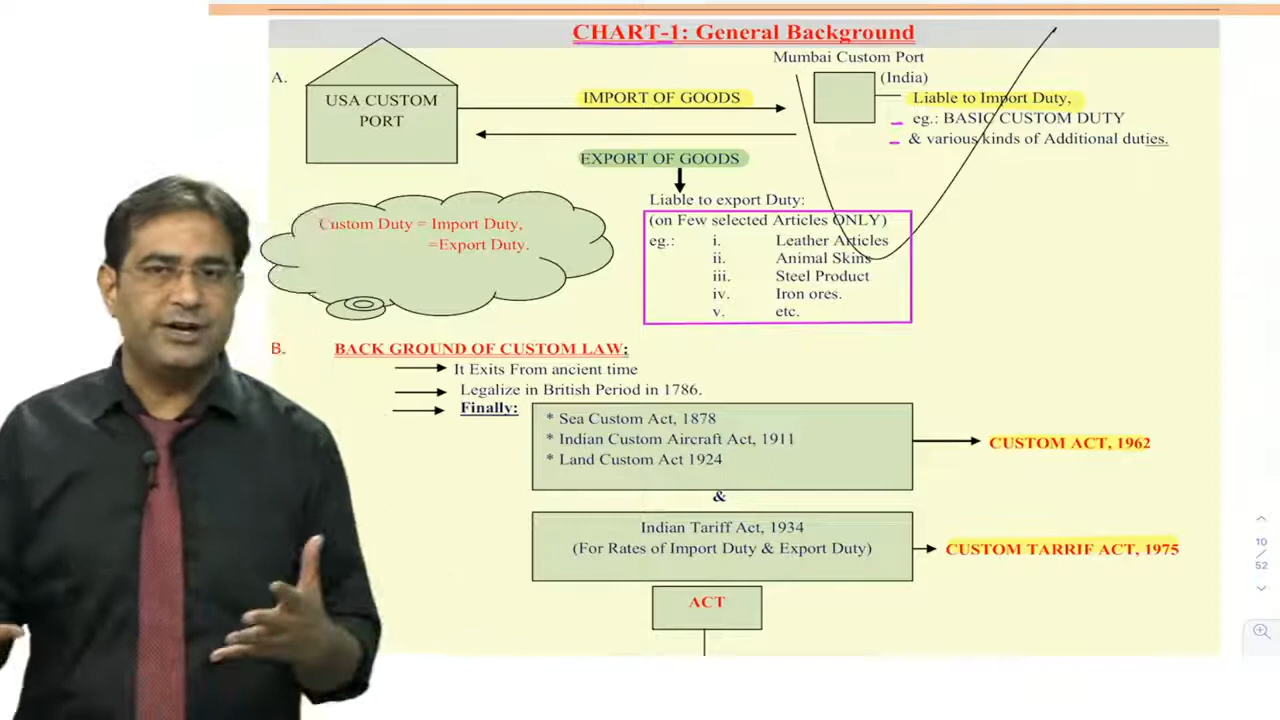 CHART-1: General Background
Mumbai Custom Port
(India)
A.
USA CUSTOM
PORT
IMPORT OF GOODS
Liable to Import Duty,
eg.: BASIC CUSTOM DUTY
& various kinds of Additional duties.
EXPORT OF GOODS
Liable to export Duty:
(on Few selected Articles ONLY)
eg.: i. Leather Articles
ii. Animal Skins
iii. Steel Product
iv. Iron ores.
v. etc.
Custom Duty = Import Duty,
=Export Duty.
B. BACK GROUND OF CUSTOM LAW:
It Exits From ancient time
Legalize in British Period in 1786.
Finally:
* Sea Custom Act, 1878
* Indian Custom Aircraft Act, 1911
* Land Custom Act 1924
CUSTOM ACT, 1962
&
Indian Tariff Act, 1934
(For Rates of Import Duty & Export Duty)
CUSTOM TARRIF ACT, 1975
ACT
10
/
52